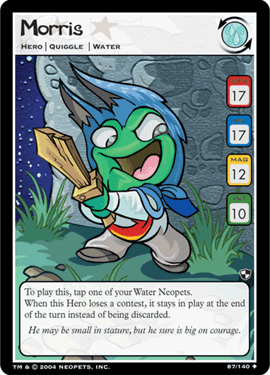 Morris
HERO | QUIGGLE | WATER
17
17
MAG
12
10
To play this, tap one of your Water Neopets.
When this Hero loses a contest, it stays in play at the end
of the turn instead of being discarded.
He may be small in stature, but he sure is big on courage.
TM & © 2004 NEOPETS, INC.
87/140